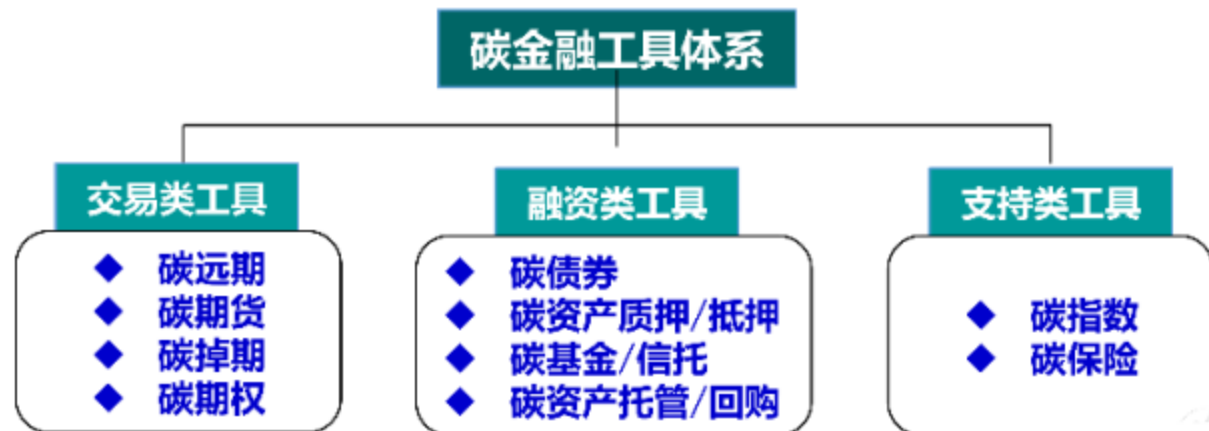 碳金融工具体系
交易类工具
碳远期
碳期货
碳掉期
碳期权
融资类工具
碳债券
碳资产质押/抵押
碳基金/信托
碳资产托管/回购
支持类工具
碳指数
碳保险